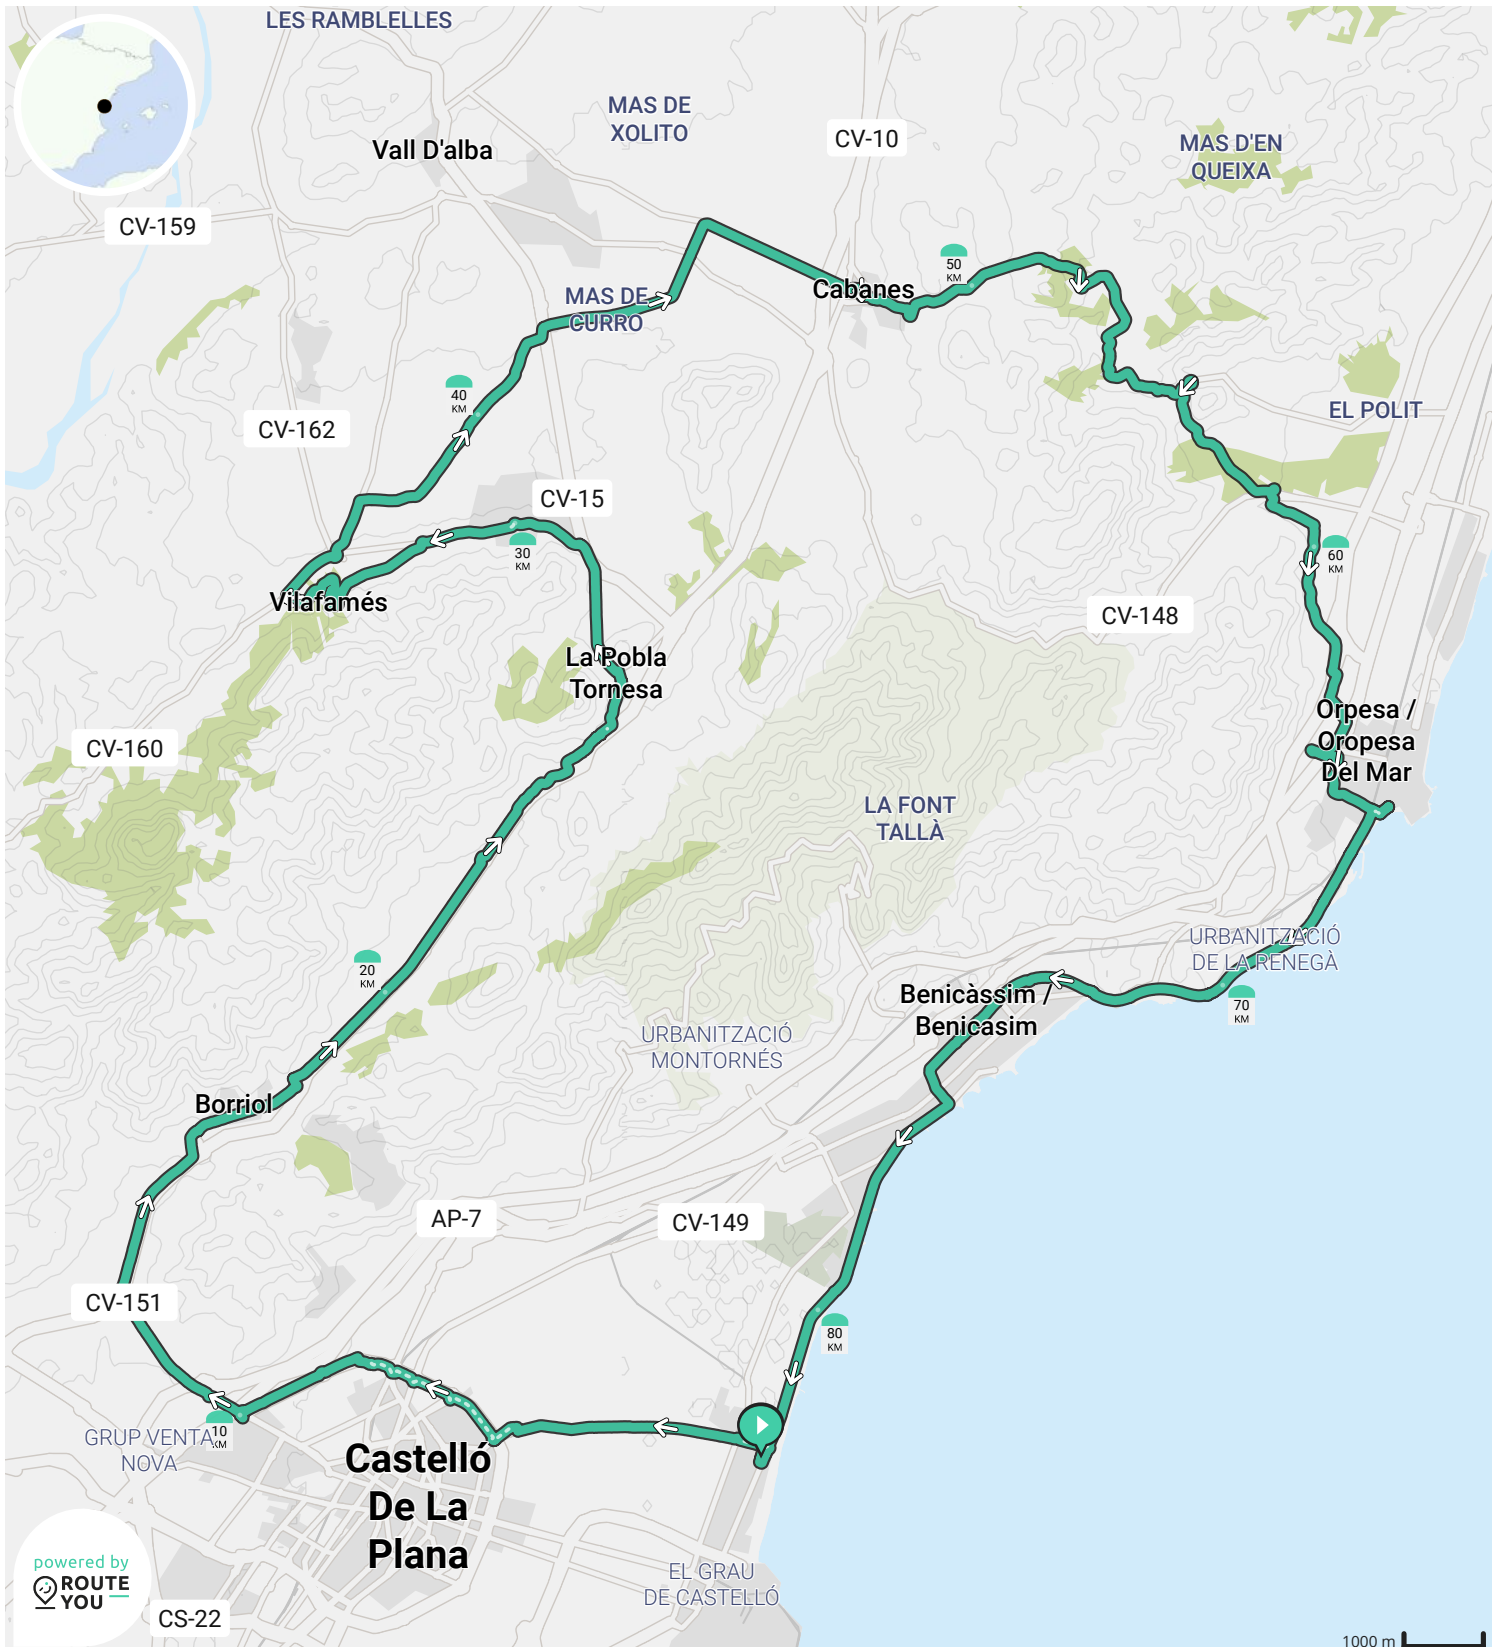 LES RAMBLELLES
MAS DE
XOLITO
CV-10
MAS D'EN
QUEIXA
Vall D'alba
CV-159
50
KM
Cabanes
MAS DE
CURRO
40
KM
CV-162
EL POLIT
CV-15
30
KM
60
KM
Vilafamés
CV-148
La Pobla
Tornesa
Orpesa /
Oropesa
Del Mar
CV-160
LA FONT
TALLÀ
URBANITZACIÓ
DE LA RENEGÀ
20
KM
Benicàssim /
Benicasim
70
KM
URBANITZACIÓ
MONTORNÉS
Borriol
AP-7
CV-149
CV-151
80
KM
10
KM
GRUP VENTA
NOVA
Castelló
De La
Plana
powered by
ROUTE
YOU
EL GRAU
DE CASTELLÓ
CS-22
1000 m